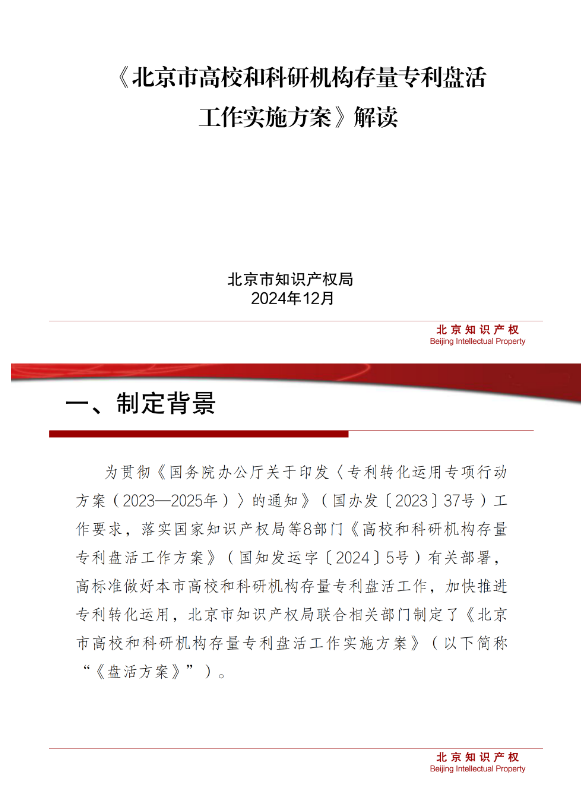 《北京市高校和科研机构存量专利盘活
工作实施方案》解读
北京市知识产权局
2024年12月
北京知识产权
Beijing Intellectual Property
一、制定背景
为贯彻《国务院办公厅关于印发〈专利转化运用专项行动
方案（2023—2025年）〉的通知》（国办发〔2023〕37号）工
作要求，落实国家知识产权局等8部门《高校和科研机构存量
专利盘活工作方案》（国知发运字〔2024〕5号）有关部署，
高标准做好本市高校和科研机构存量专利盘活工作，加快推进
专利转化运用，北京市知识产权局联合相关部门制定了《北京
市高校和科研机构存量专利盘活工作实施方案》（以下简称
“《盘活方案》”）。
北京知识产权
Beijing Intellectual Property